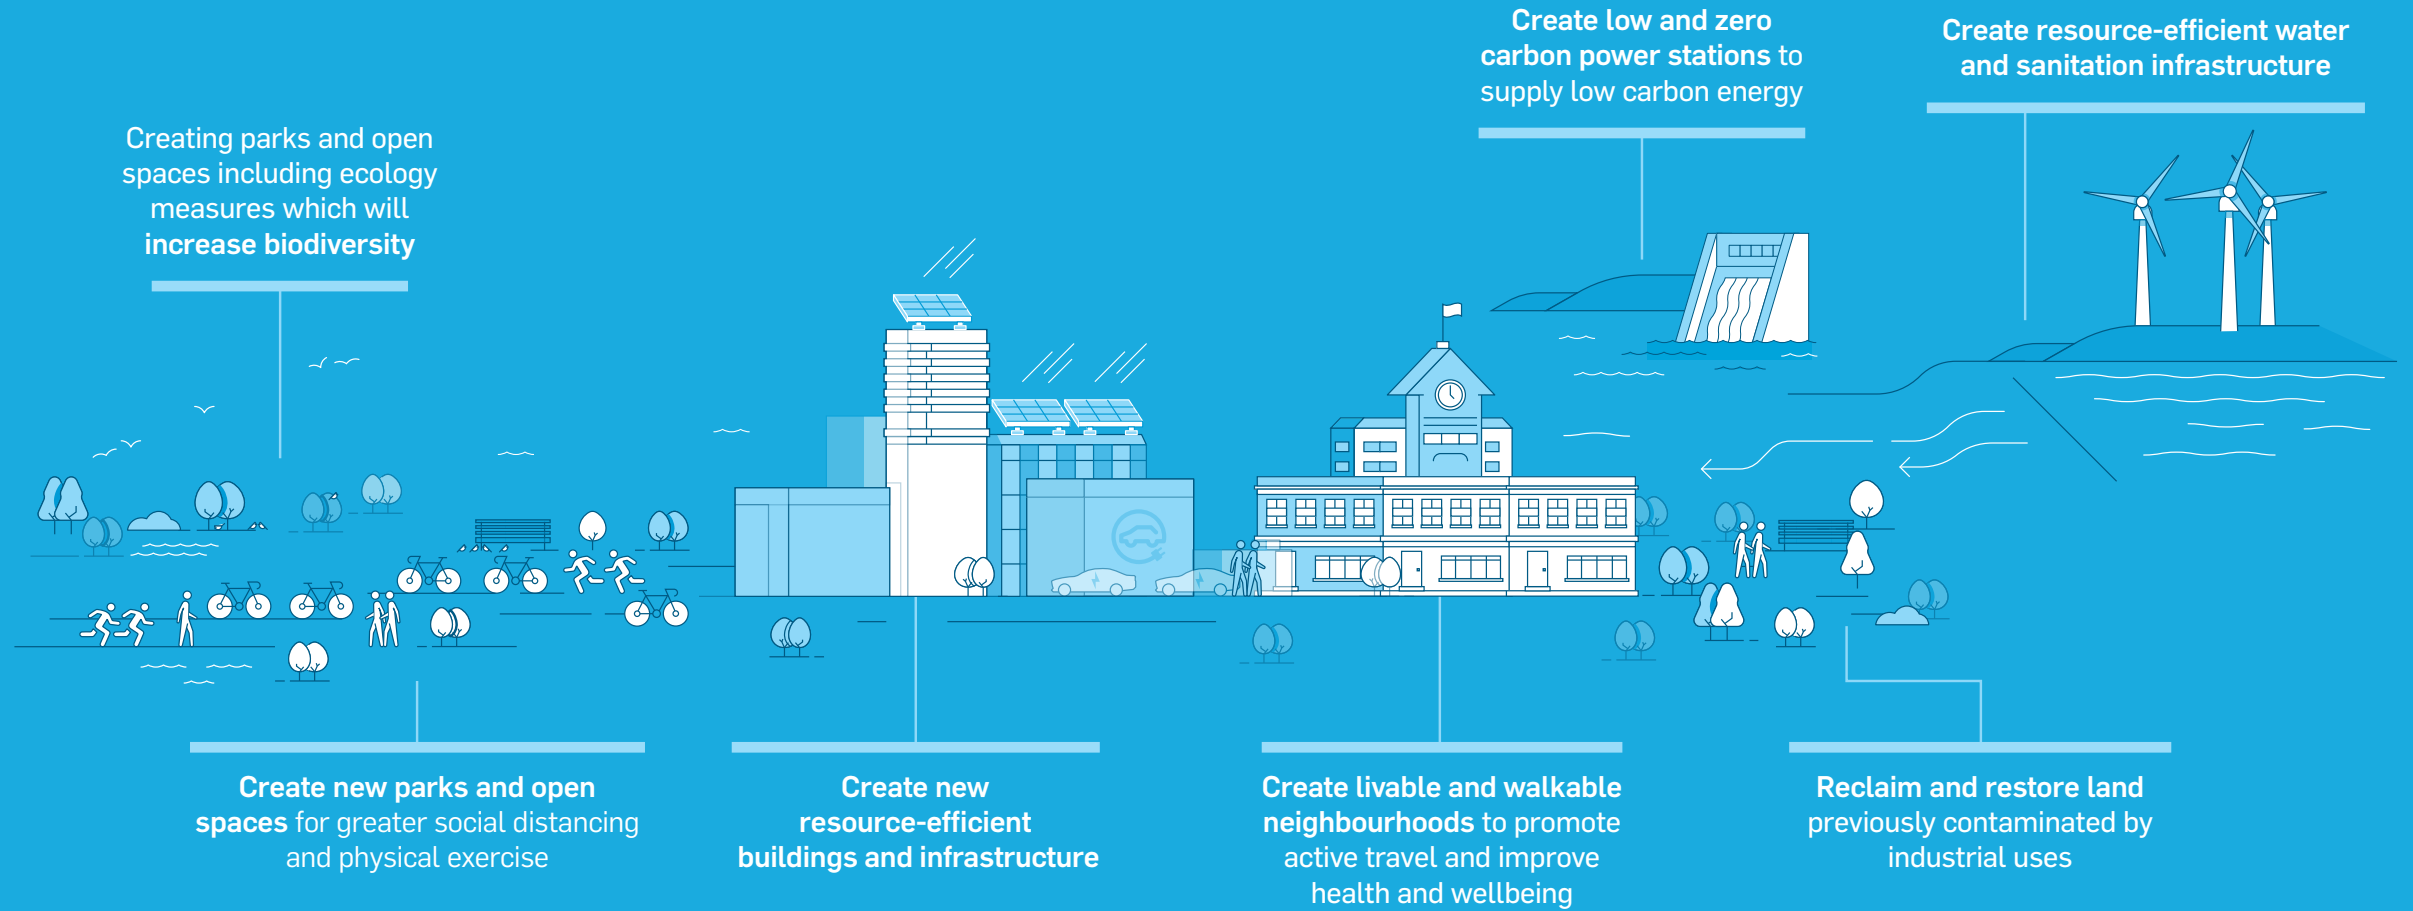 Creating parks and open
spaces including ecology
measures which will
increase biodiversity
Create low and zero
carbon power stations to
supply low carbon energy
Create resource-efficient water
and sanitation infrastructure
Create new parks and open
spaces for greater social distancing
and physical exercise
Create new
resource-efficient
buildings and infrastructure
Create livable and walkable
neighbourhoods to promote
active travel and improve
health and wellbeing
Reclaim and restore land
previously contaminated by
industrial uses